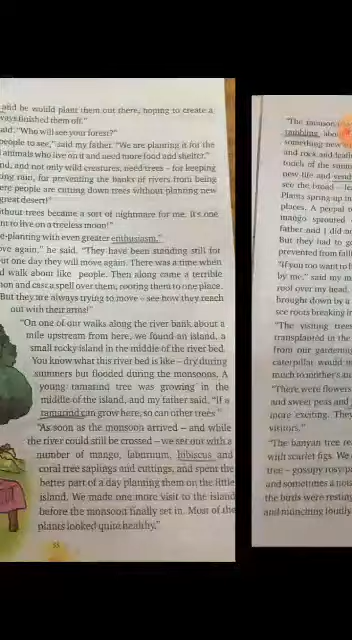 and he would plant them out there, hoping to create a
ways finished them off."
aid. "Who will see your forest?"
people to see," said my father. "We are planting it for the
animals who live on it and need more food and shelter."
nd, and not only wild creatures, need trees – for keeping
ing rain, for preventing the banks of rivers from being
ere people are cutting down trees without planting new
great desert!"
thout trees became a sort of nightmare for me. It's one
to live on a treeless moon!"
e-planting with even greater enthusiasm."
ve again," he said. "They have been standing still for
ut one day they will move again. There was a time when
d walk about like people. Then along came a terrible
on and cast a spell over them, rooting them to one place.
But they are always trying to move – see how they reach
out with their arms!"
"On one of our walks along the river bank about a
mile upstream from here, we found an island, a
small rocky island in the middle of the river bed.
You know what this river bed is like – dry during
summers but flooded during the monsoons. A
young tamarind tree was growing in the
middle of the island, and my father said, "If a
tamarind can grow here, so can other trees."
"As soon as the monsoon arrived – and while
the river could still be crossed – we set out with a
number of mango, laburnum, hibiscus and
coral tree saplings and cuttings, and spent the
better part of a day planting them on the little
island. We made one more visit to the island
before the monsoon finally set in. Most of the
plants looked quite healthy."
"The monsoon
rambling abou
something new
and rock and leaf
touch of the
new life and
see the broad – le
Plants spring up in
places. A peepal
mango sprouted
father and I did no
But they had to go
prevented from fall
"If you too want to
by me," said my
roof over my head.
brought down by a
see roots breaking in
"The visiting trees
transplanted in the
from our gardening
caterpillar would
much to mother's
"There were flowers
and sweet peas and
more exciting. They
visitors."
"The banyan tree
with scarlet figs. We
tree – gossipy rosy
and sometimes a nois
the birds were resting
and munching loudly